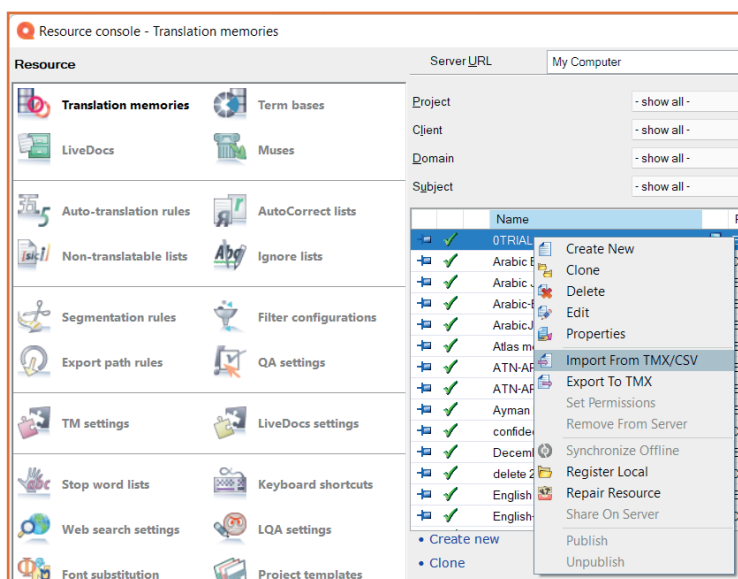 Resource console - Translation memories
Resource
Translation memories
Term bases
LiveDocs
Muses
Auto-translation rules
AutoCorrect lists
Non-translatable lists
Ignore lists
Segmentation rules
Filter configurations
Export path rules
QA settings
TM settings
LiveDocs settings
Stop word lists
Keyboard shortcuts
Web search settings
LQA settings
Font substitution
Project templates
Server URL
My Computer
Project
- show all -
Client
- show all -
Domain
- show all -
Subject
- show all -
Name
0TRIAL
Arabic
Arabic
Arabic-
Atlas
ATN-
ATN-
Ayman
delete 2
English
English-
Create New
Clone
Delete
Edit
Properties
Import From TMX/CSV
Export To TMX
Set Permissions
Remove From Server
Synchronize Offline
Register Local
Repair Resource
Share On Server
Publish
Unpublish
• Create new
• Clone